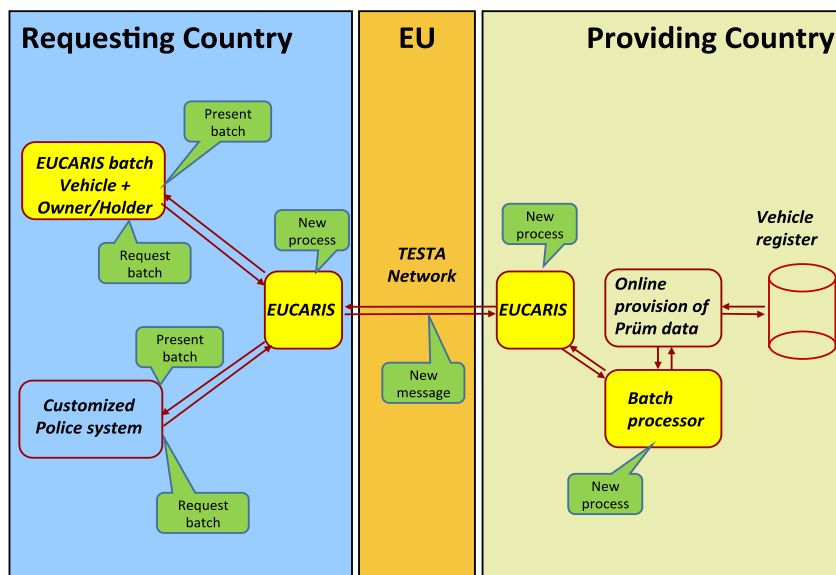 Requesting Country
EU
Providing Country
Present
batch
EUCARIS batch
Vehicle +
Owner/Holder
Request
batch
New
process
EUCARIS
Present
batch
Customized
Police system
Request
batch
TESTA
Network
New
message
New
process
EUCARIS
Vehicle
register
Online
provision of
Prüm data
Batch
processor
New
process